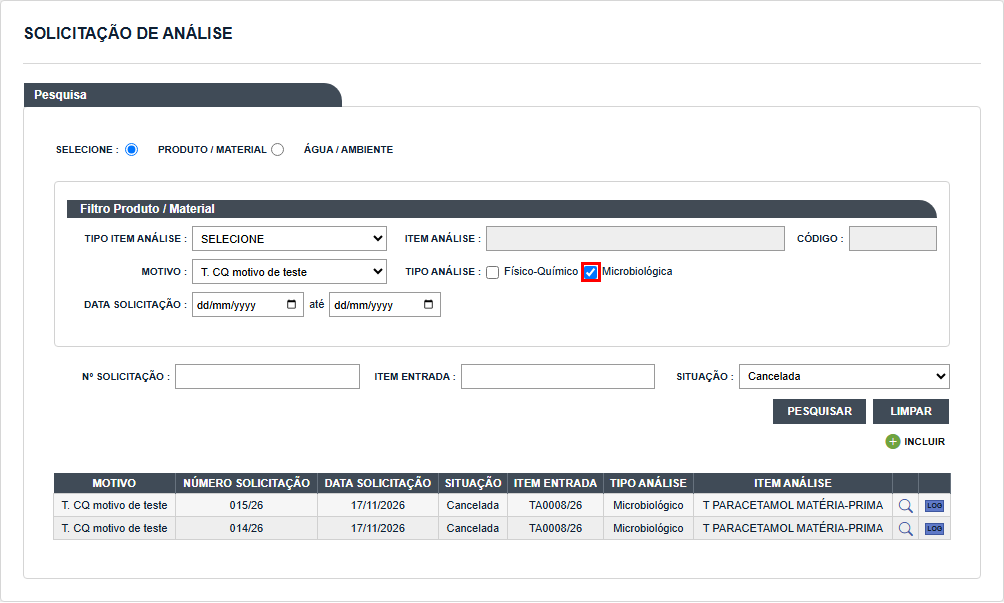 SOLICITAÇÃO DE ANÁLISE
Pesquisa
SELECIONE : PRODUTO / MATERIAL ÁGUA / AMBIENTE
Filtro Produto / Material
TIPO ITEM ANÁLISE : SELECIONE ITEM ANÁLISE : CÓDIGO :
MOTIVO : T. CQ motivo de teste TIPO ANÁLISE : Físico-Químico Microbiológica
DATA SOLICITAÇÃO : dd/mm/yyyy até dd/mm/yyyy
Nº SOLICITAÇÃO : ITEM ENTRADA : SITUAÇÃO : Cancelada
PESQUISAR LIMPAR
INCLUIR
MOTIVO NÚMERO SOLICITAÇÃO DATA SOLICITAÇÃO SITUAÇÃO ITEM ENTRADA TIPO ANÁLISE ITEM ANÁLISE
T. CQ motivo de teste 015/26 17/11/2026 Cancelada TA0008/26 Microbiológico T PARACETAMOL MATÉRIA-PRIMA LOG
T. CQ motivo de teste 014/26 17/11/2026 Cancelada TA0008/26 Microbiológico T PARACETAMOL MATÉRIA-PRIMA LOG